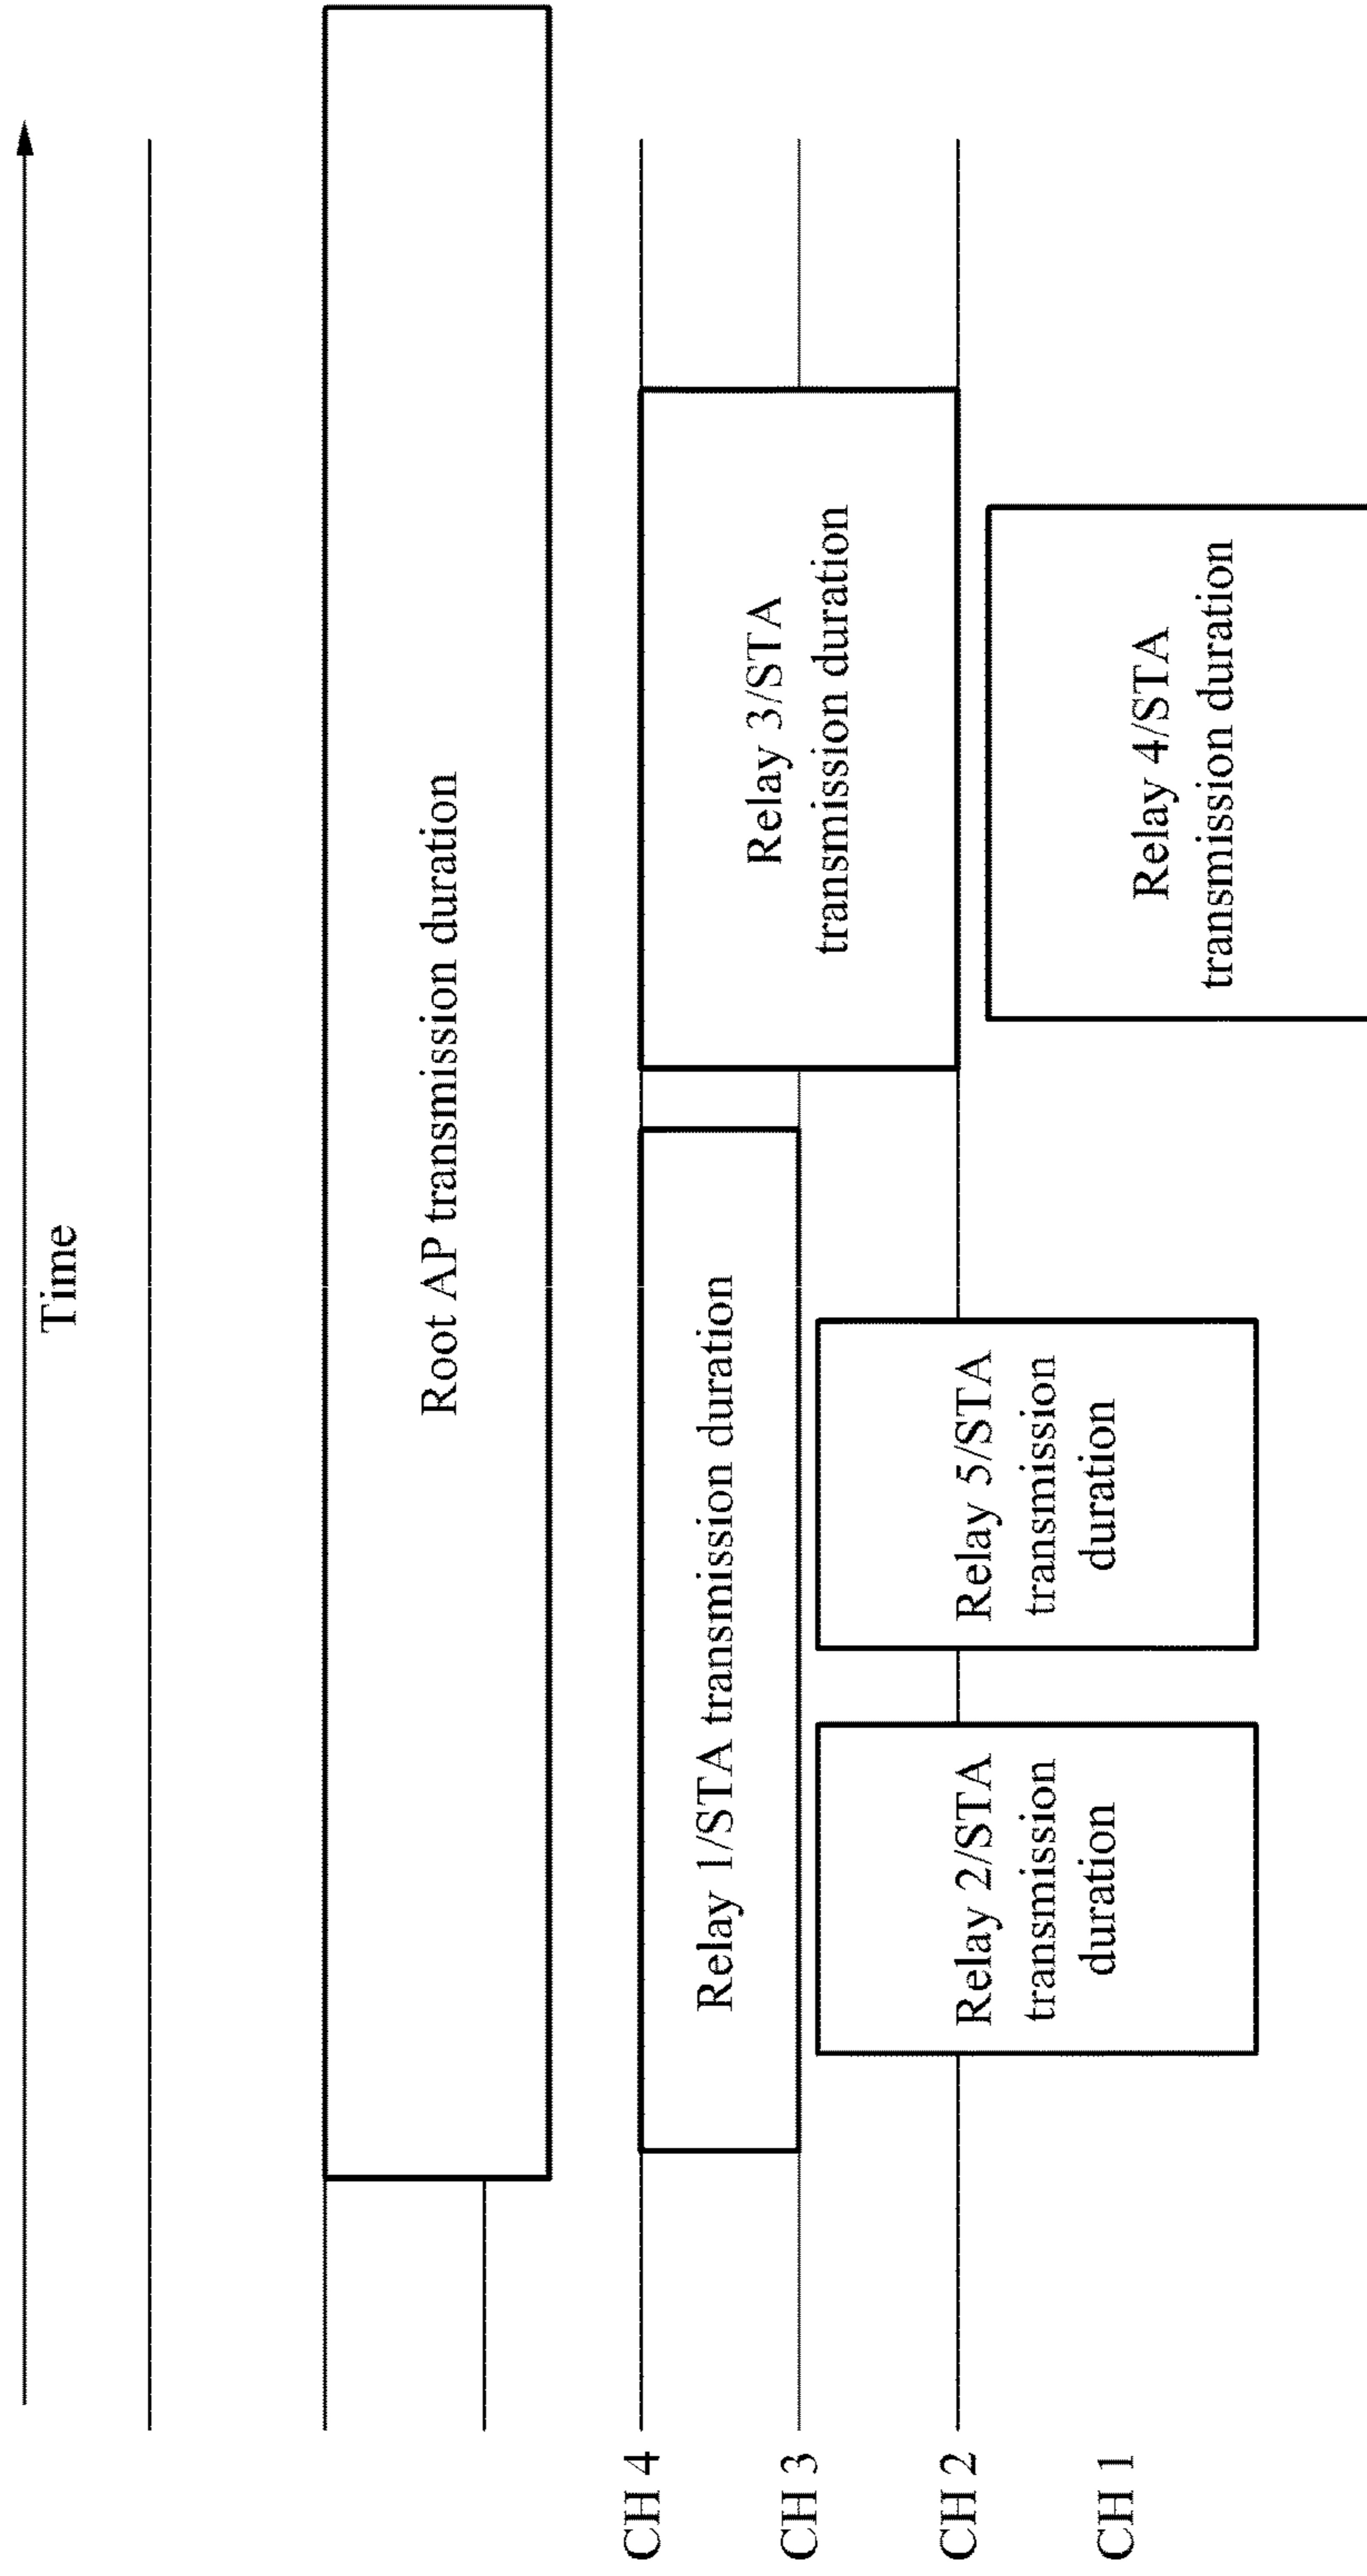 Time
Root AP transmission duration
CH 4
Relay 1/STA transmission duration
Relay 3/STA
transmission duration
CH 3
CH 2
Relay 2/STA
transmission
duration
Relay 5/STA
transmission
duration
Relay 4/STA
transmission duration
CH 1